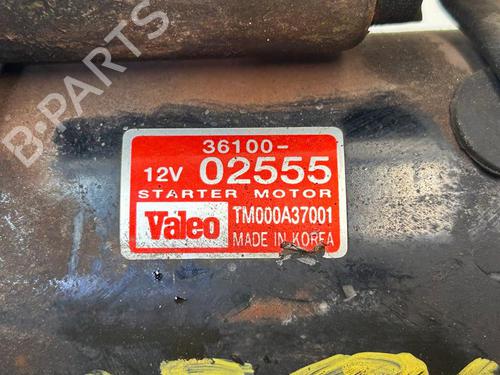 B-PARTS
36100-
12V 02555
STARTER MOTOR
Valeo TM000A37001
MADE IN KOREA